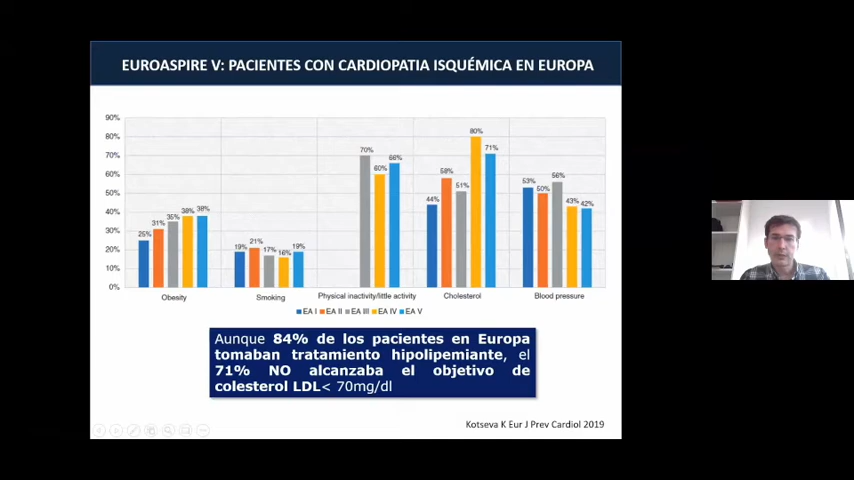 EUROASPIRE V: PACIENTES CON CARDIOPATIA ISQUÉMICA EN EUROPA
90%
80%
70%
60%
50%
40%
30%
20%
10%
0%
25% 31% 35% 38% 38%
19% 21% 17% 16% 19%
70% 60% 66%
44% 58% 51% 80% 71%
53% 50% 56% 43% 42%
Obesity Smoking Physical inactivity/little activity Cholesterol Blood pressure
EA I EA II EA III EA IV EA V
Aunque 84% de los pacientes en Europa
tomaban tratamiento hipolipemiante, el
71% NO alcanzaba el objetivo de
colesterol LDL< 70mg/dl
Kotseva K Eur J Prev Cardiol 2019